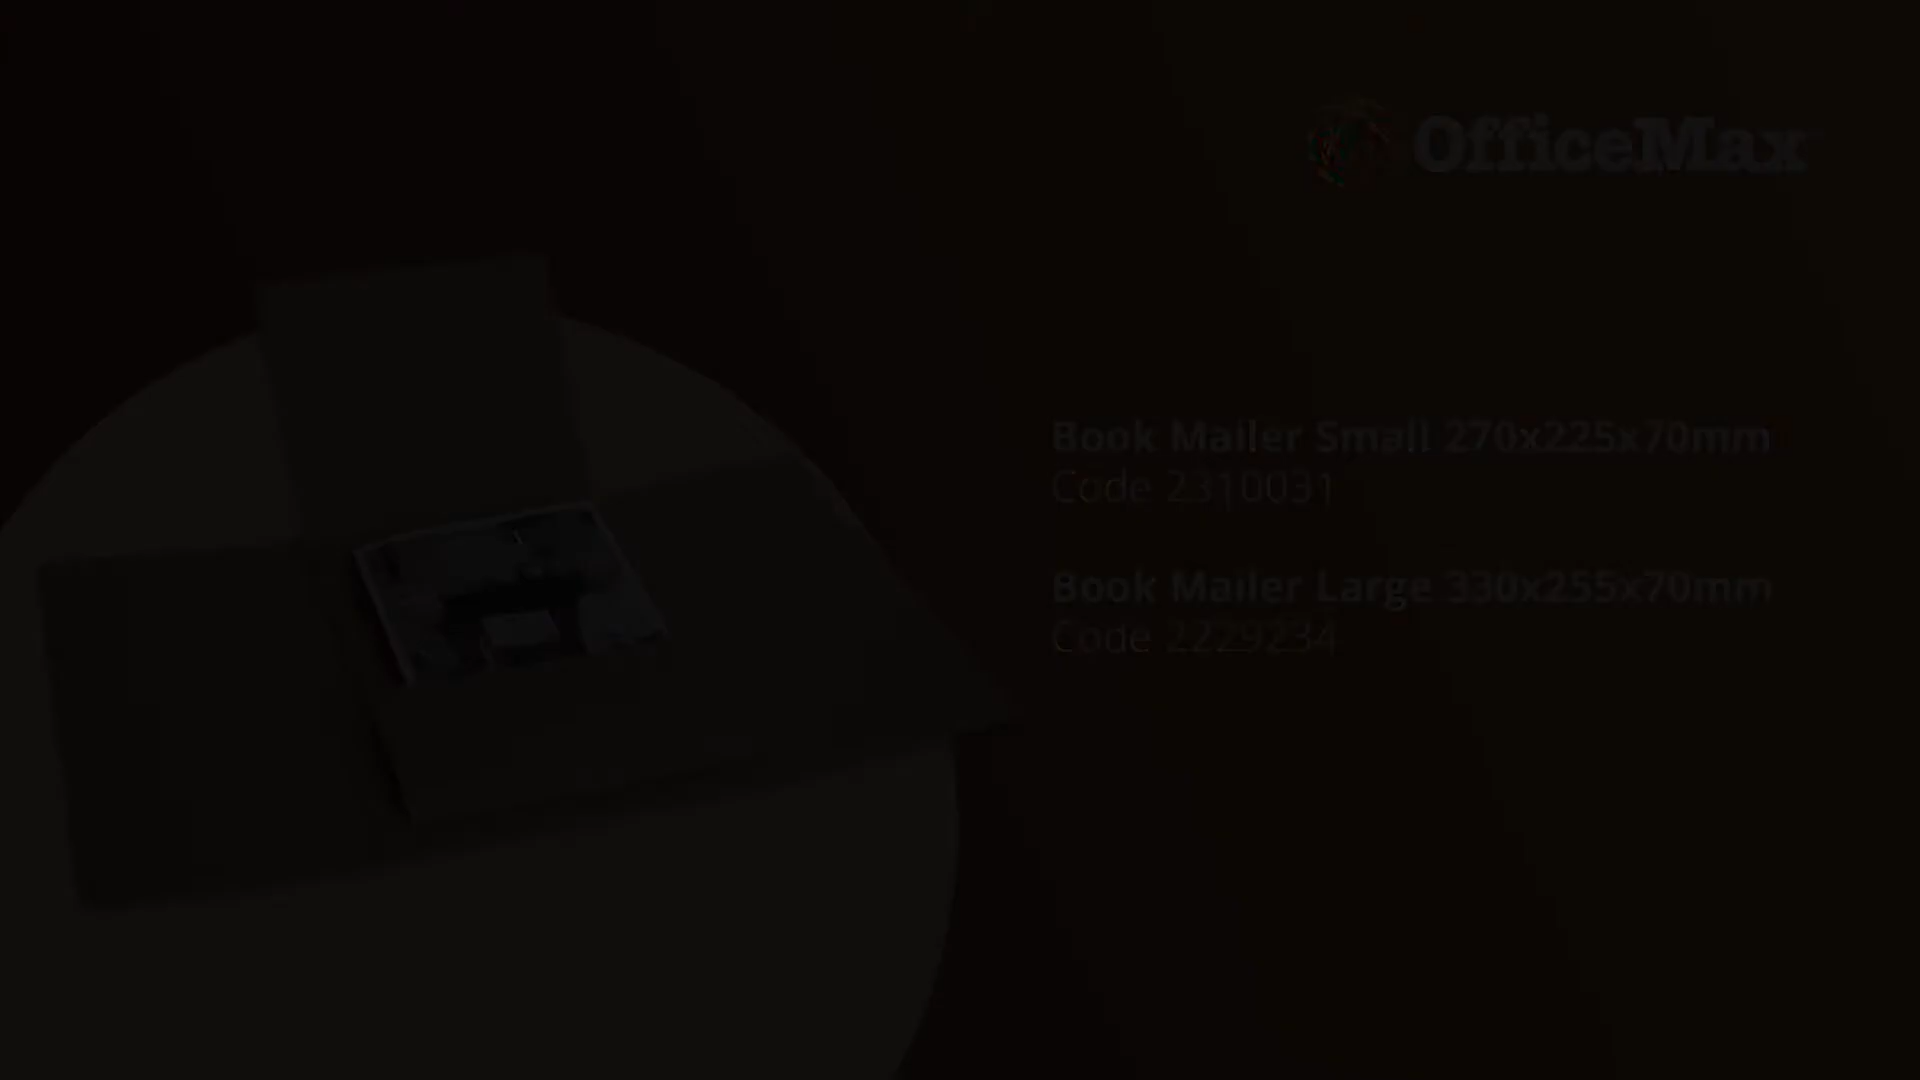 OfficeMax
Book Mailer Small 270x225x70mm
Code 2310031
Book Mailer Large 330x255x70mm
Code 2229234